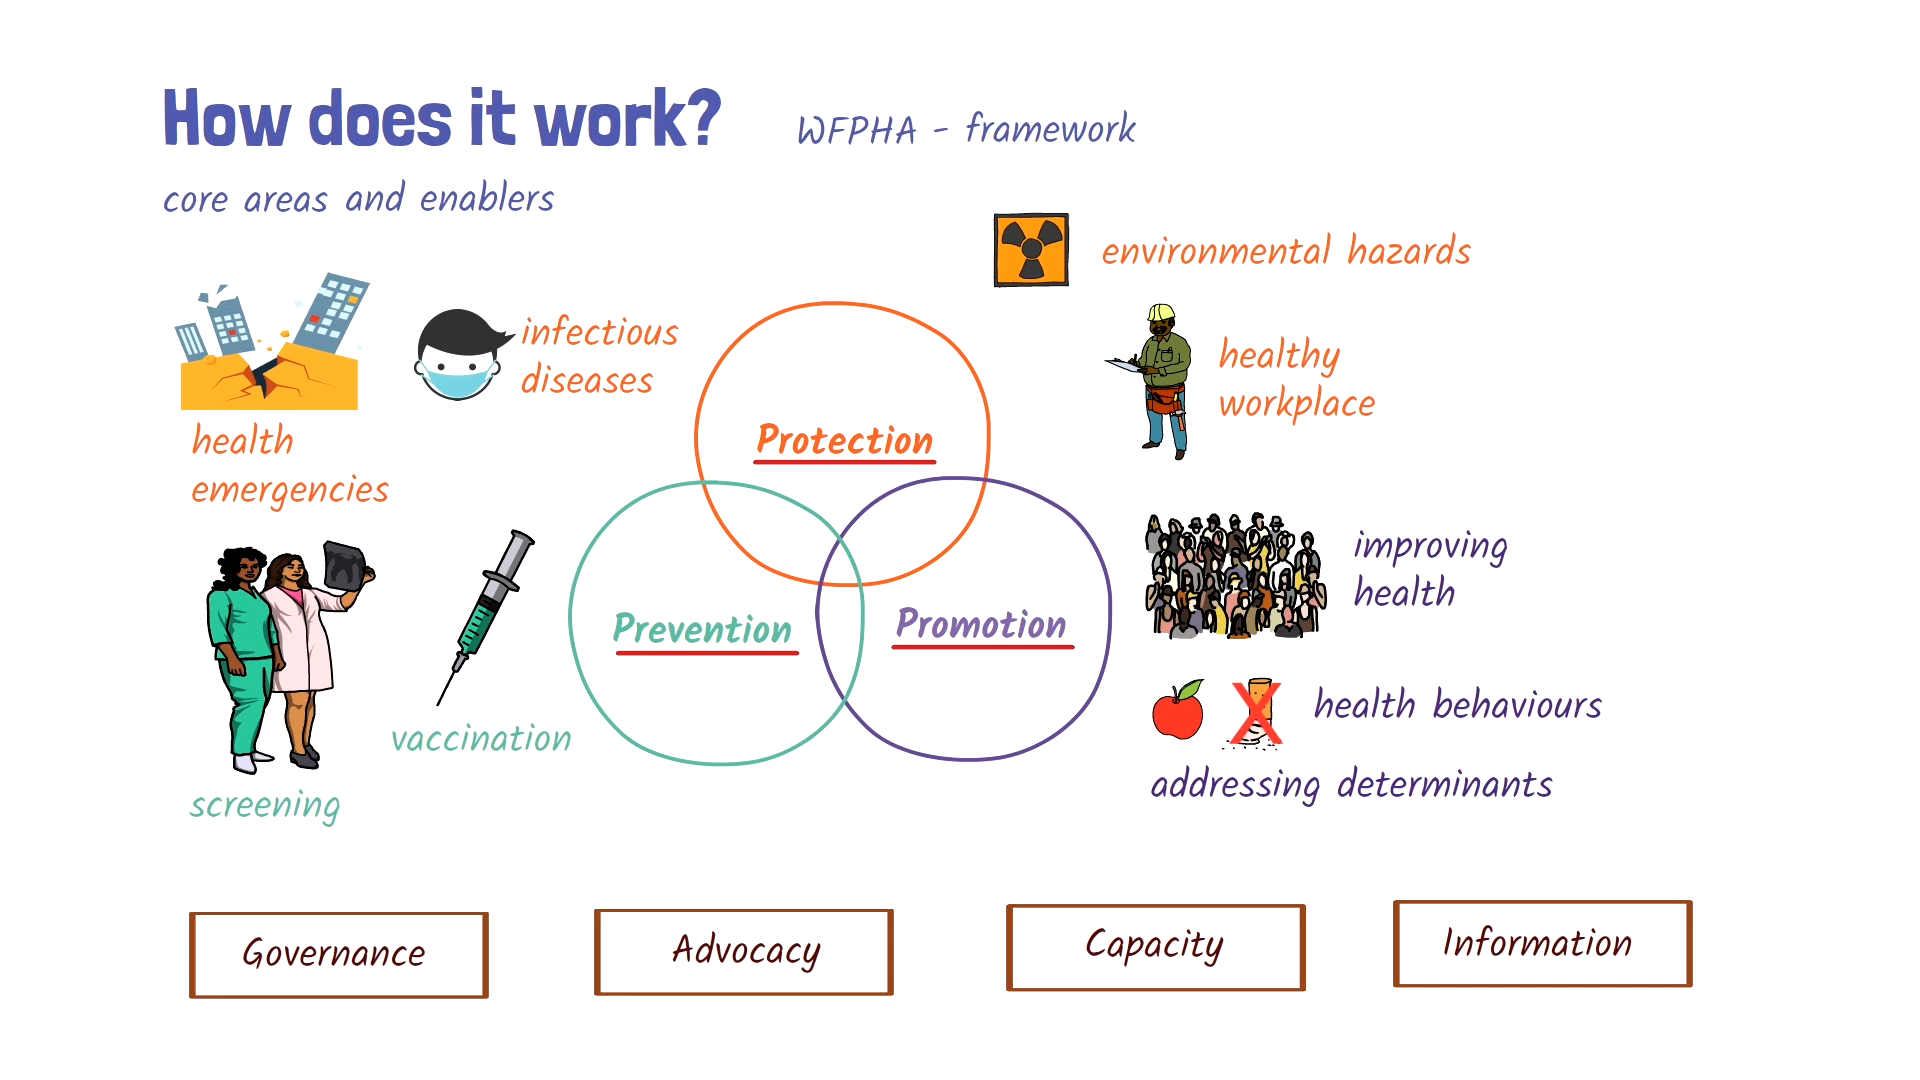 How does it work?
WFPHA - framework
core areas and enablers
environmental hazards
infectious
diseases
healthy
workplace
health
emergencies
Protection
improving
health
Prevention
Promotion
health behaviours
vaccination
addressing determinants
screening
Governance
Advocacy
Capacity
Information